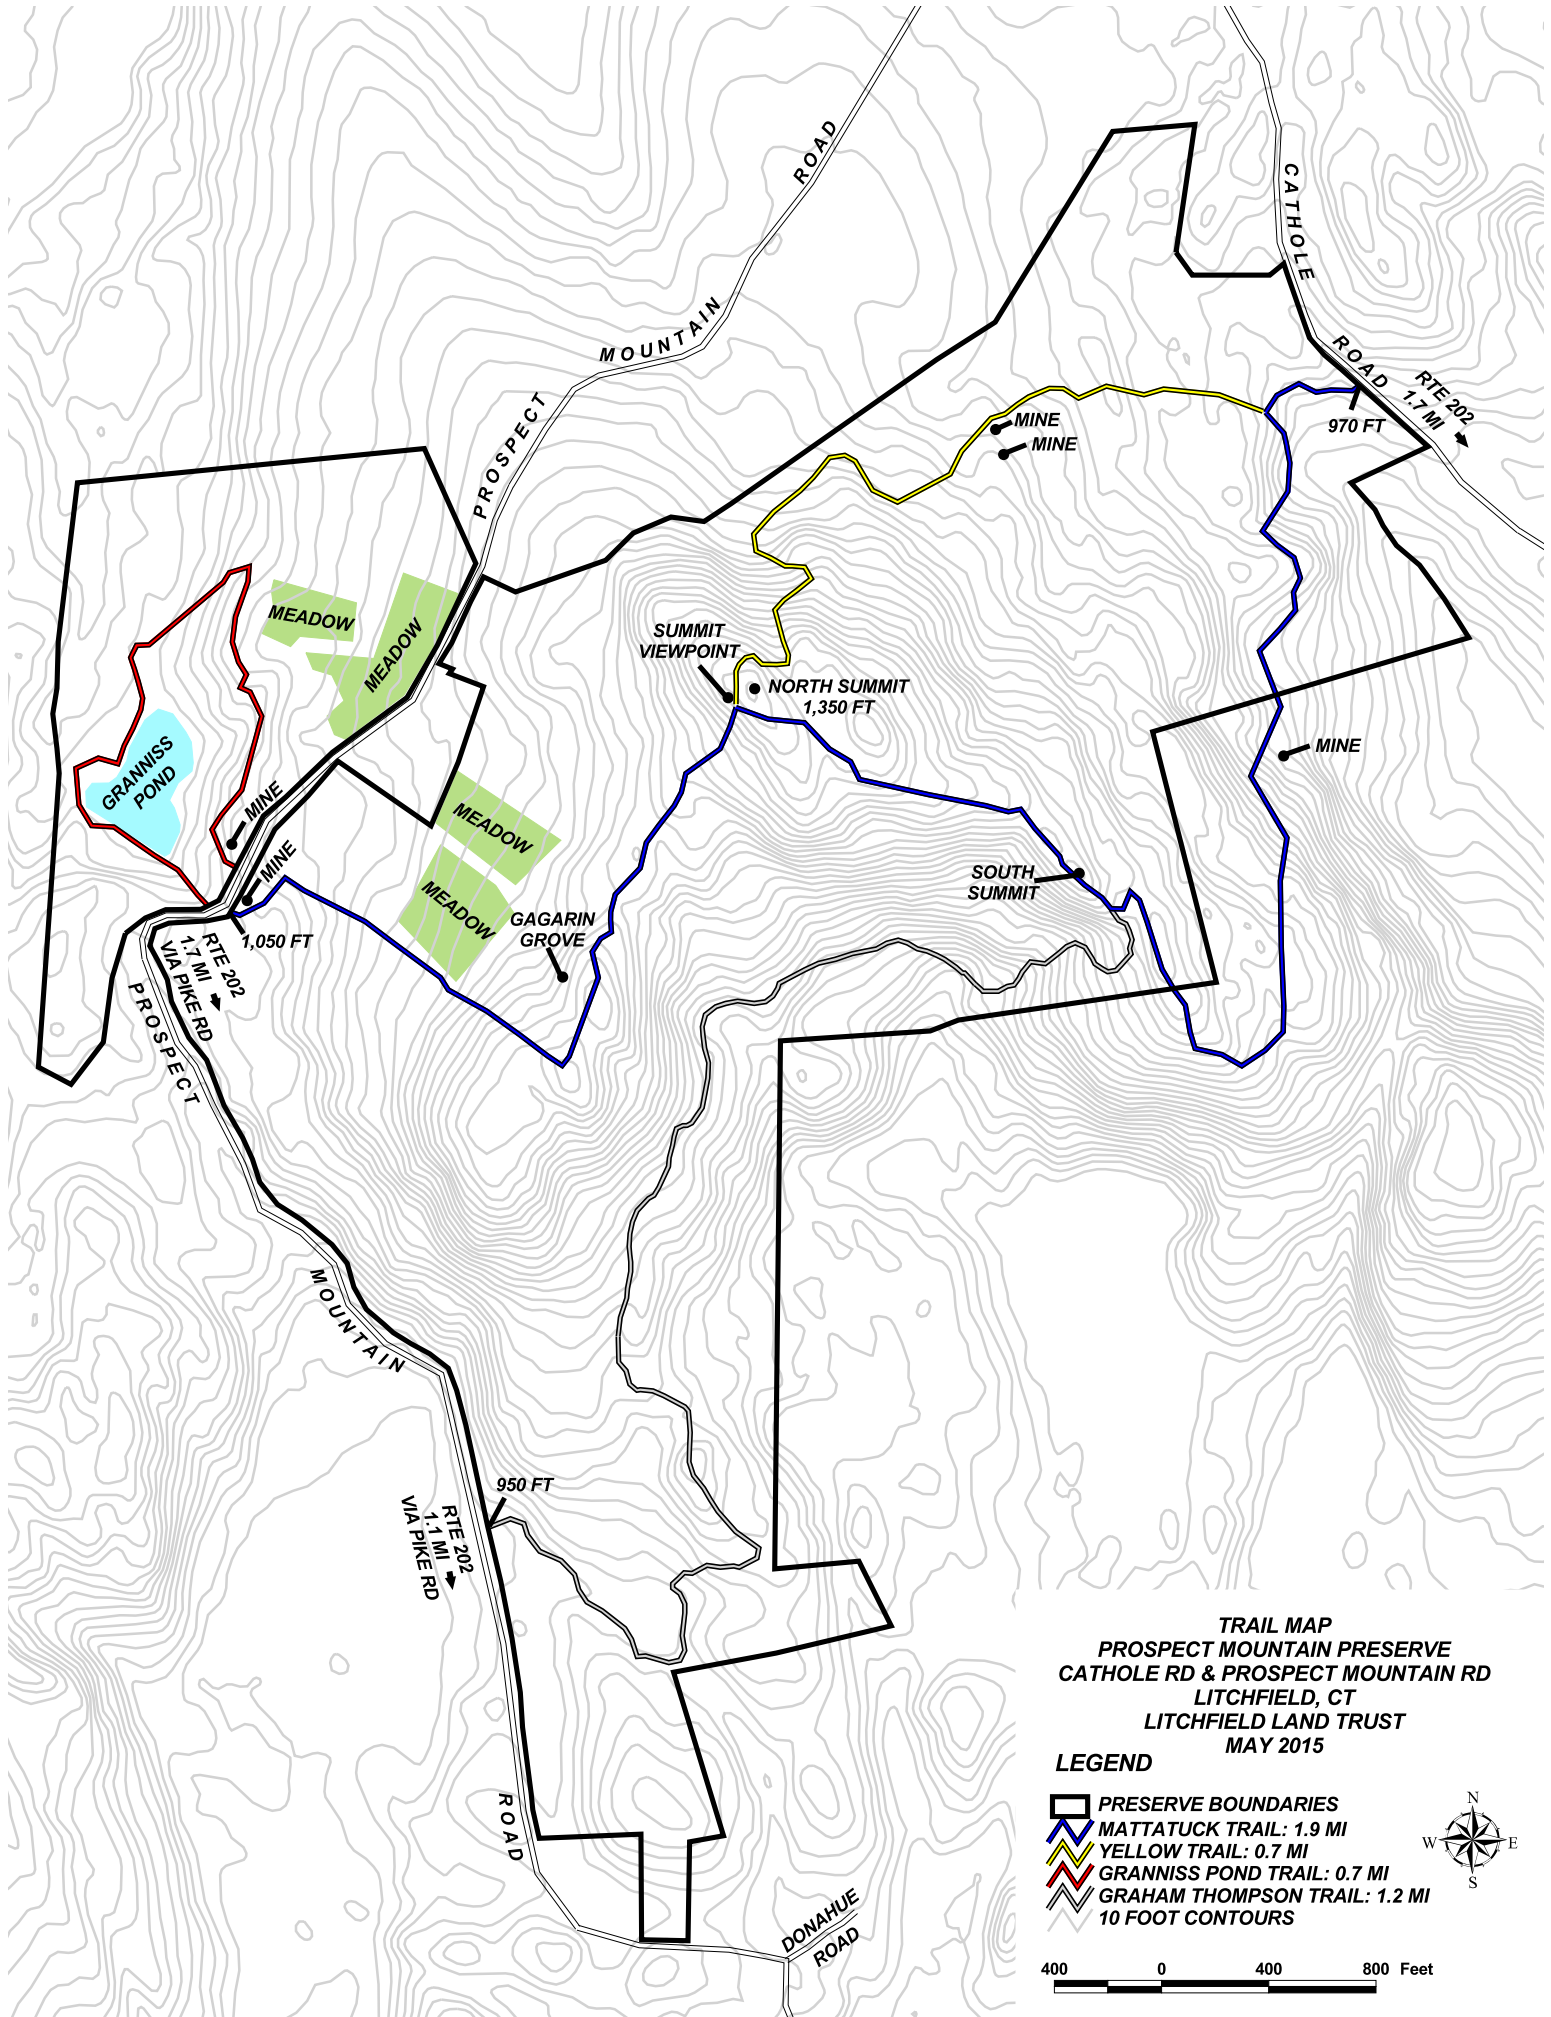 ROAD
CATHOLE
MOUNTAIN
ROAD
RTE 202
1.7 MI
PROSPECT
970 FT
MINE
MINE
MEADOW
MEADOW
SUMMIT
VIEWPOINT
NORTH SUMMIT
1,350 FT
MINE
GRANNISS
POND
MINE
MEADOW
MINE
MEADOW
SOUTH
SUMMIT
GAGARIN
GROVE
1,050 FT
RTE 202
1.7 MI
VIA PIKE RD
PROSPECT
MOUNTAIN
950 FT
RTE 202
1.1 MI
VIA PIKE RD
ROAD
DONAHUE
ROAD
TRAIL MAP
PROSPECT MOUNTAIN PRESERVE
CATHOLE RD & PROSPECT MOUNTAIN RD
LITCHFIELD, CT
LITCHFIELD LAND TRUST
MAY 2015
LEGEND
PRESERVE BOUNDARIES
MATTATUCK TRAIL: 1.9 MI
YELLOW TRAIL: 0.7 MI
GRANNISS POND TRAIL: 0.7 MI
GRAHAM THOMPSON TRAIL: 1.2 MI
10 FOOT CONTOURS
N
W E
S
400 0 400 800 Feet